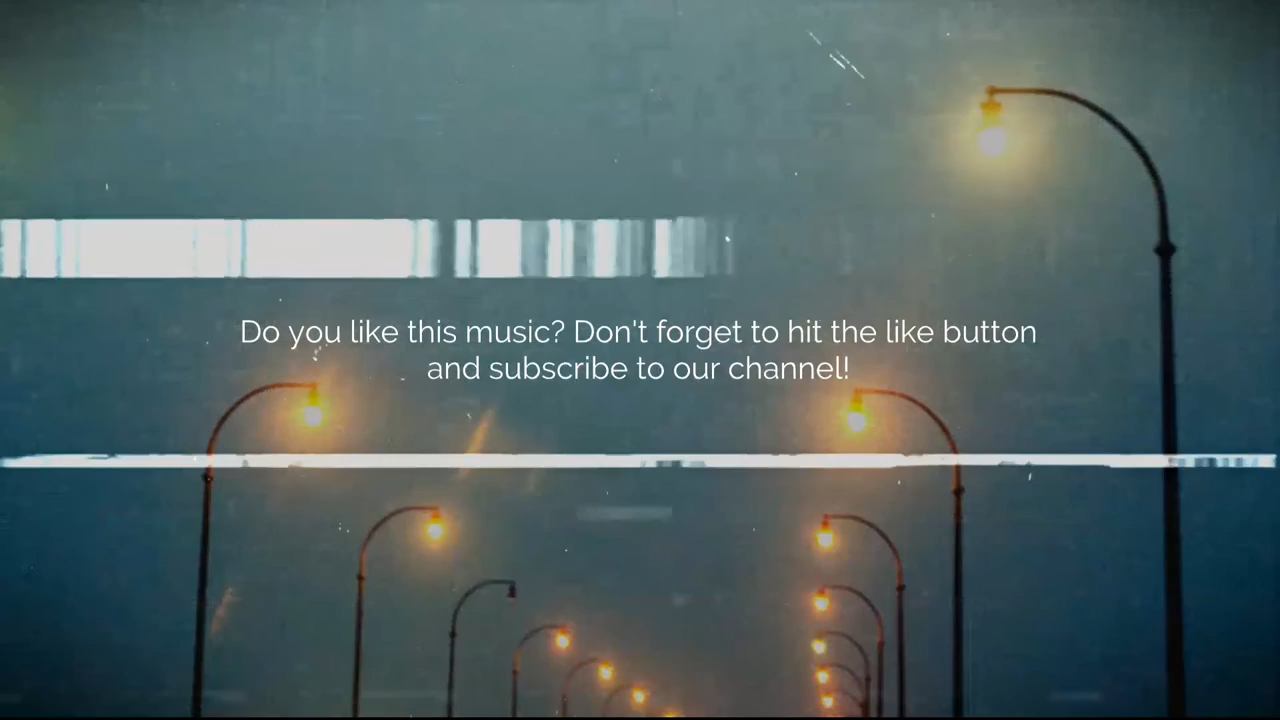 Do you like this music? Don't forget to hit the like button
and subscribe to our channel!